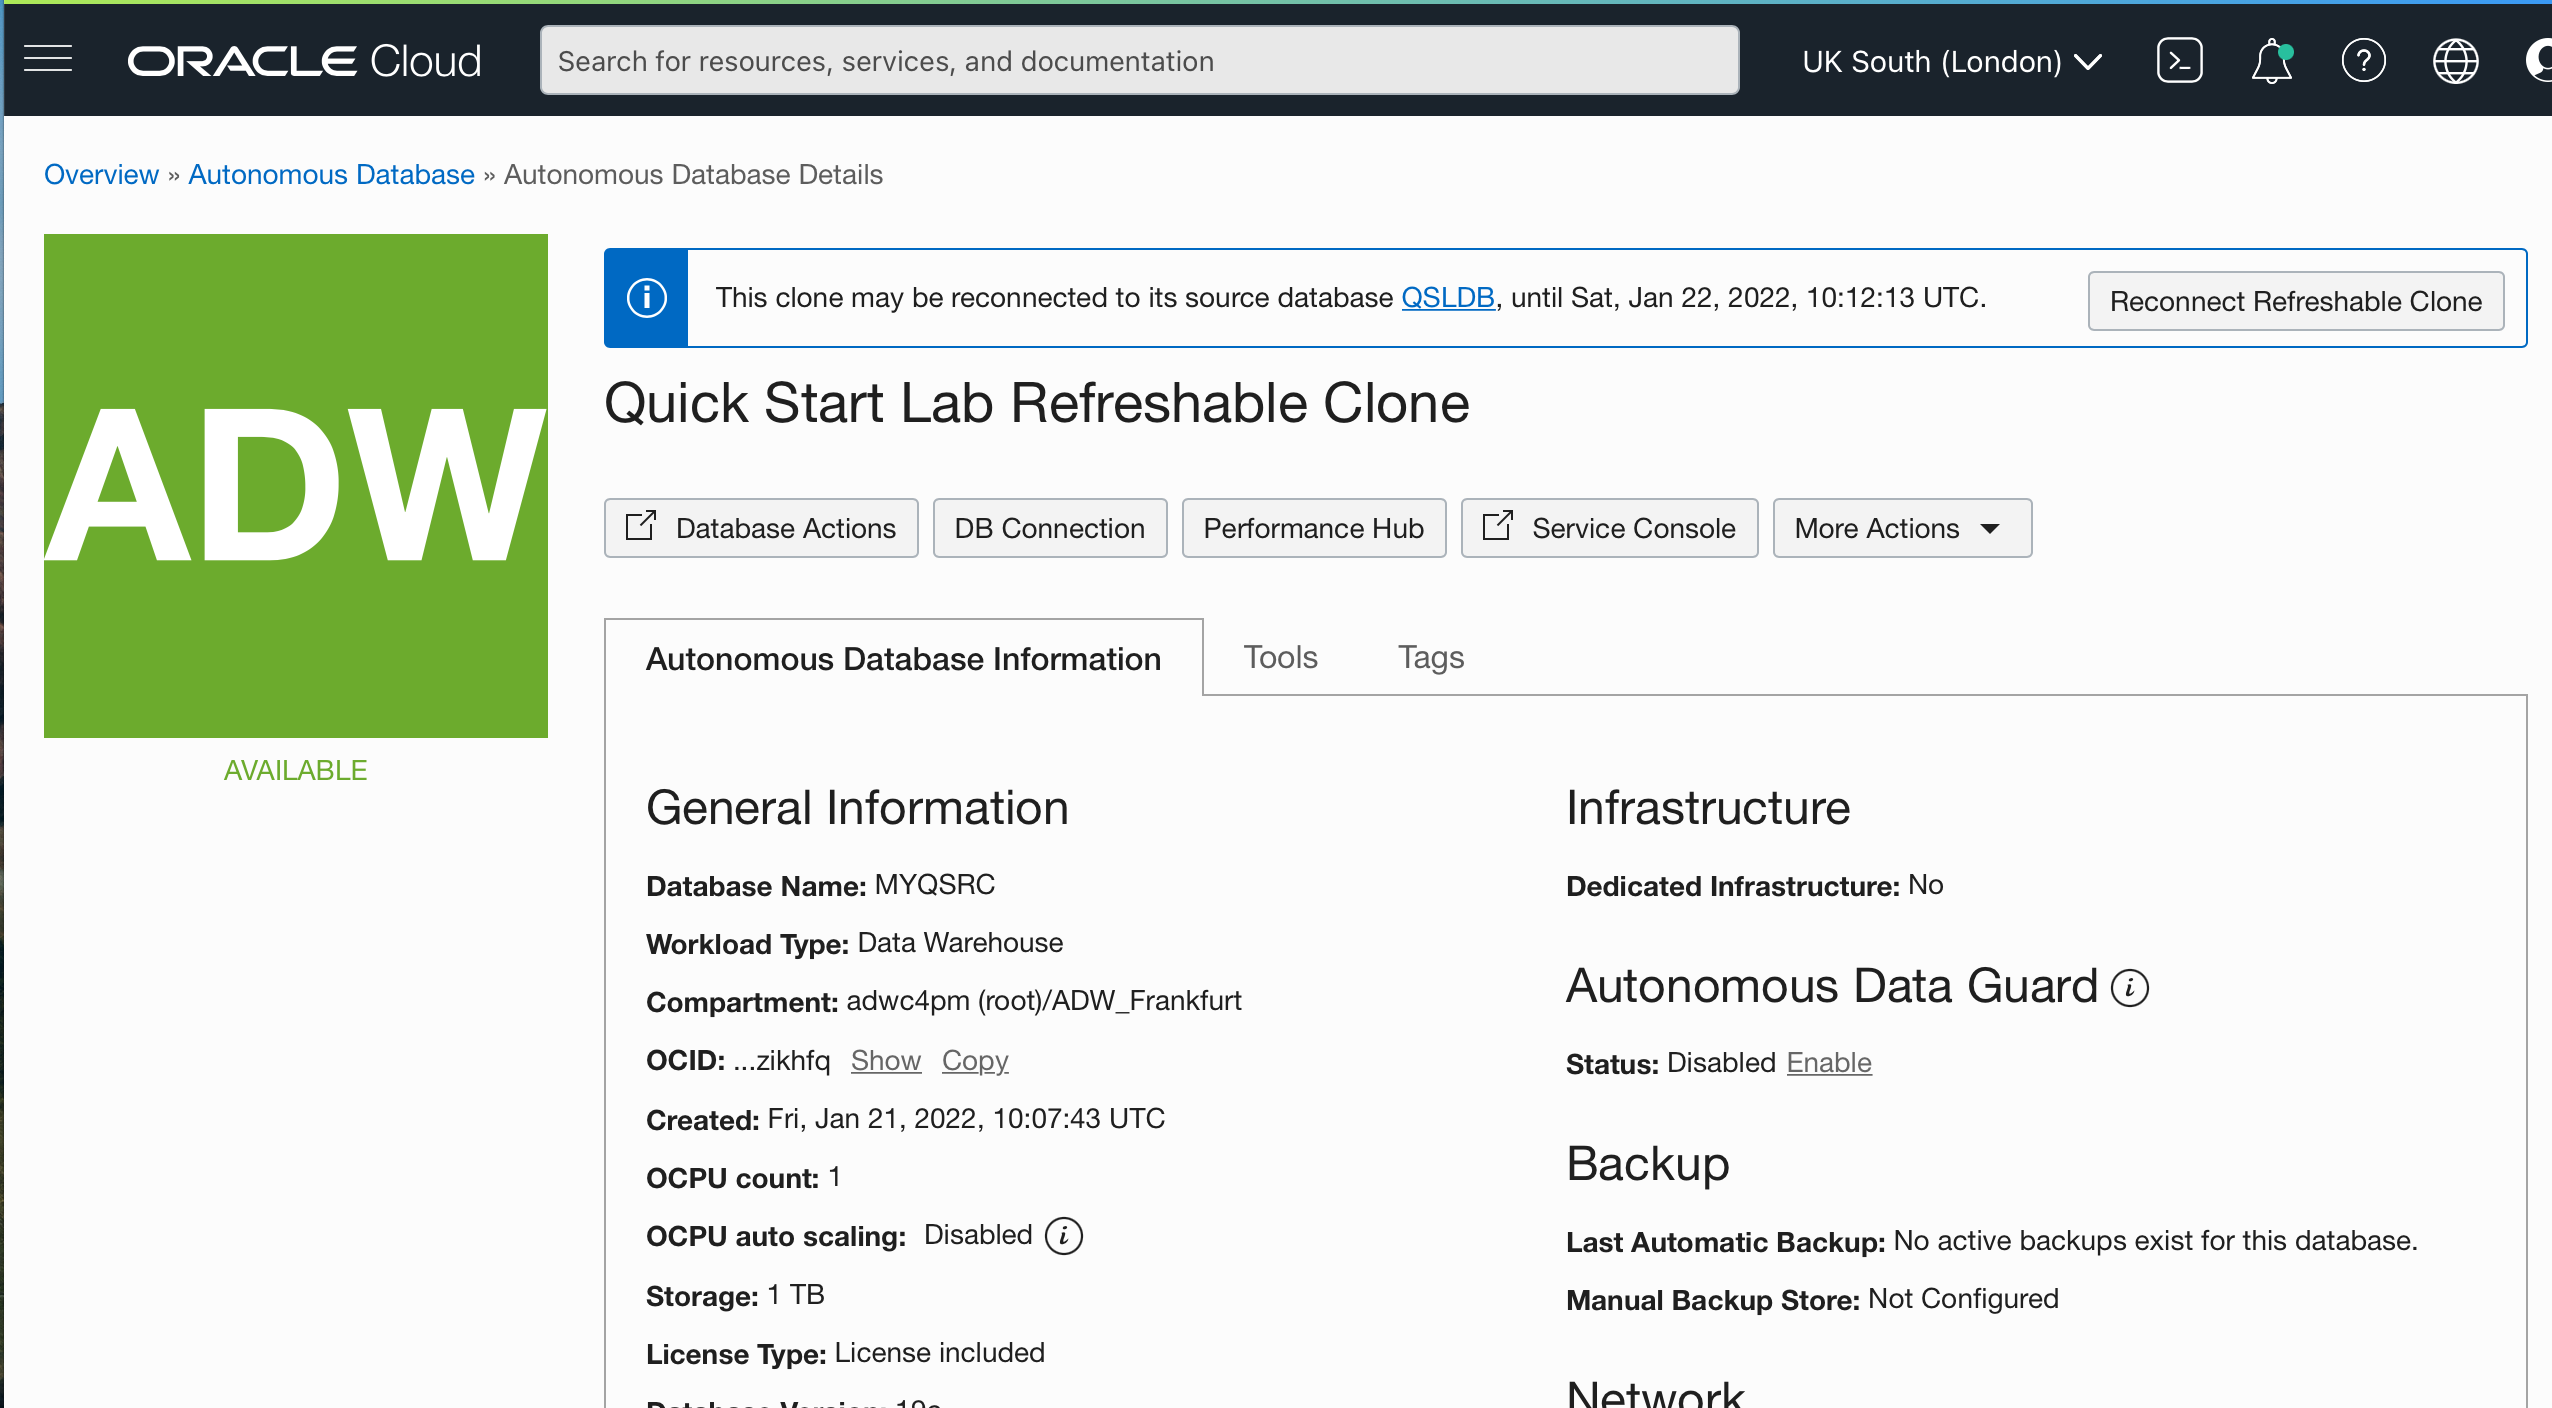 ORACLE Cloud
Search for resources, services, and documentation
UK South (London)
Overview » Autonomous Database » Autonomous Database Details
ADW
AVAILABLE
This clone may be reconnected to its source database QSLDB, until Sat, Jan 22, 2022, 10:12:13 UTC.
Reconnect Refreshable Clone
Quick Start Lab Refreshable Clone
Database Actions
DB Connection
Performance Hub
Service Console
More Actions
Autonomous Database Information
Tools
Tags
General Information
Database Name: MYQSRC
Workload Type: Data Warehouse
Compartment: adwc4pm (root)/ADW_Frankfurt
OCID: ...zikhfq Show Copy
Created: Fri, Jan 21, 2022, 10:07:43 UTC
OCPU count: 1
OCPU auto scaling: Disabled
Storage: 1 TB
License Type: License included
Database Version: 19c
Infrastructure
Dedicated Infrastructure: No
Autonomous Data Guard
Status: Disabled Enable
Backup
Last Automatic Backup: No active backups exist for this database.
Manual Backup Store: Not Configured
Network